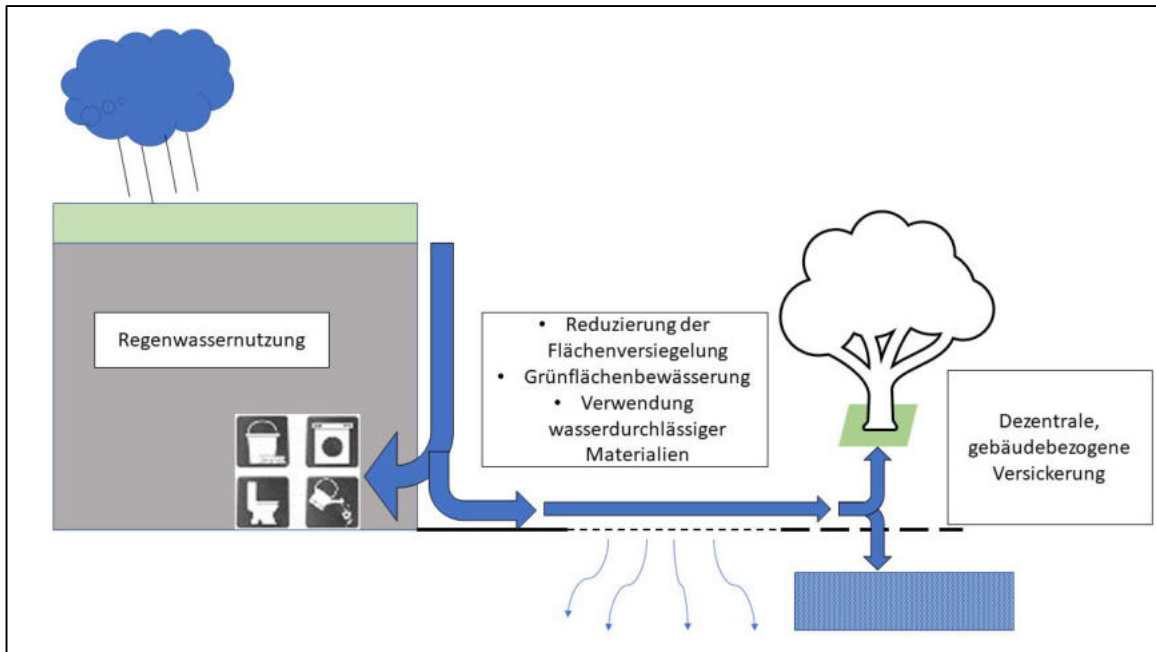 Regenwassernutzung
• Reduzierung der
Flächenversiegelung
• Grünflächenbewässerung
• Verwendung
wasserdurchlässiger
Materialien
Dezentrale,
gebäudebezogene
Versickerung